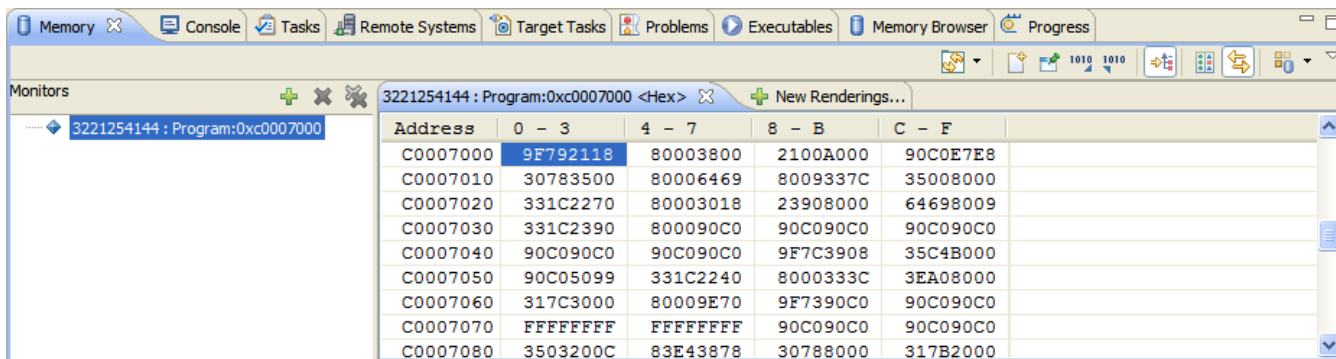 Memory Console Tasks Remote Systems Target Tasks Problems Executables Memory Browser Progress
1010 1010
Monitors
3221254144 : Program:0xc0007000 <Hex> New Renderings...
3221254144 : Program:0xc0007000
Address 0 - 3 4 - 7 8 - B C - F
C0007000 9F792118 80003800 2100A000 90C0E7E8
C0007010 30783500 80006469 8009337C 35008000
C0007020 331C2270 80003018 23908000 64698009
C0007030 331C2390 800090C0 90C090C0 90C090C0
C0007040 90C090C0 90C090C0 9F7C3908 35C4B000
C0007050 90C05099 331C2240 8000333C 3EA08000
C0007060 317C3000 80009E70 9F7390C0 90C090C0
C0007070 FFFFFFFF FFFFFFFF 90C090C0 90C090C0
C0007080 3503200C 83E43878 30788000 317B2000